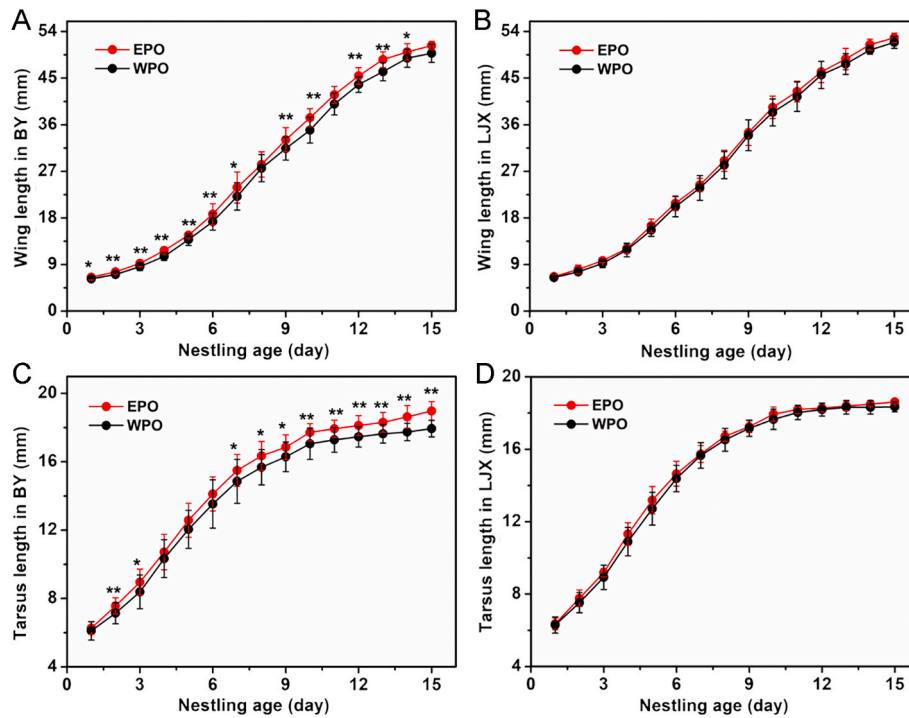 A
Wing length in BY (mm)
54
45
36
27
18
9
0
EPO
WPO
* ** ** ** ** ** * ** ** ** ** *
0 3 6 9 12 15
Nestling age (day)
B
Wing length in LJX (mm)
54
45
36
27
18
9
0
EPO
WPO
0 3 6 9 12 15
Nestling age (day)
C
Tarsus length in BY (mm)
20
16
12
8
4
EPO
WPO
** * * * * ** ** ** ** ** **
0 3 6 9 12 15
Nestling age (day)
D
Tarsus length in LJX (mm)
20
16
12
8
4
EPO
WPO
0 3 6 9 12 15
Nestling age (day)